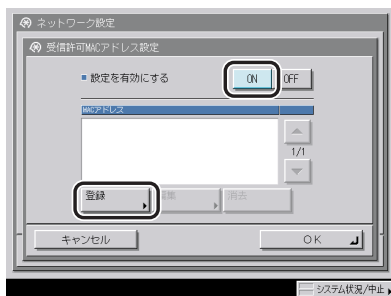 ネットワーク設定
受信許可MACアドレス設定
設定を有効にする
ON
OFF
MACアドレス
1/1
登録
編集
消去
キャンセル
OK
システム状況/中止